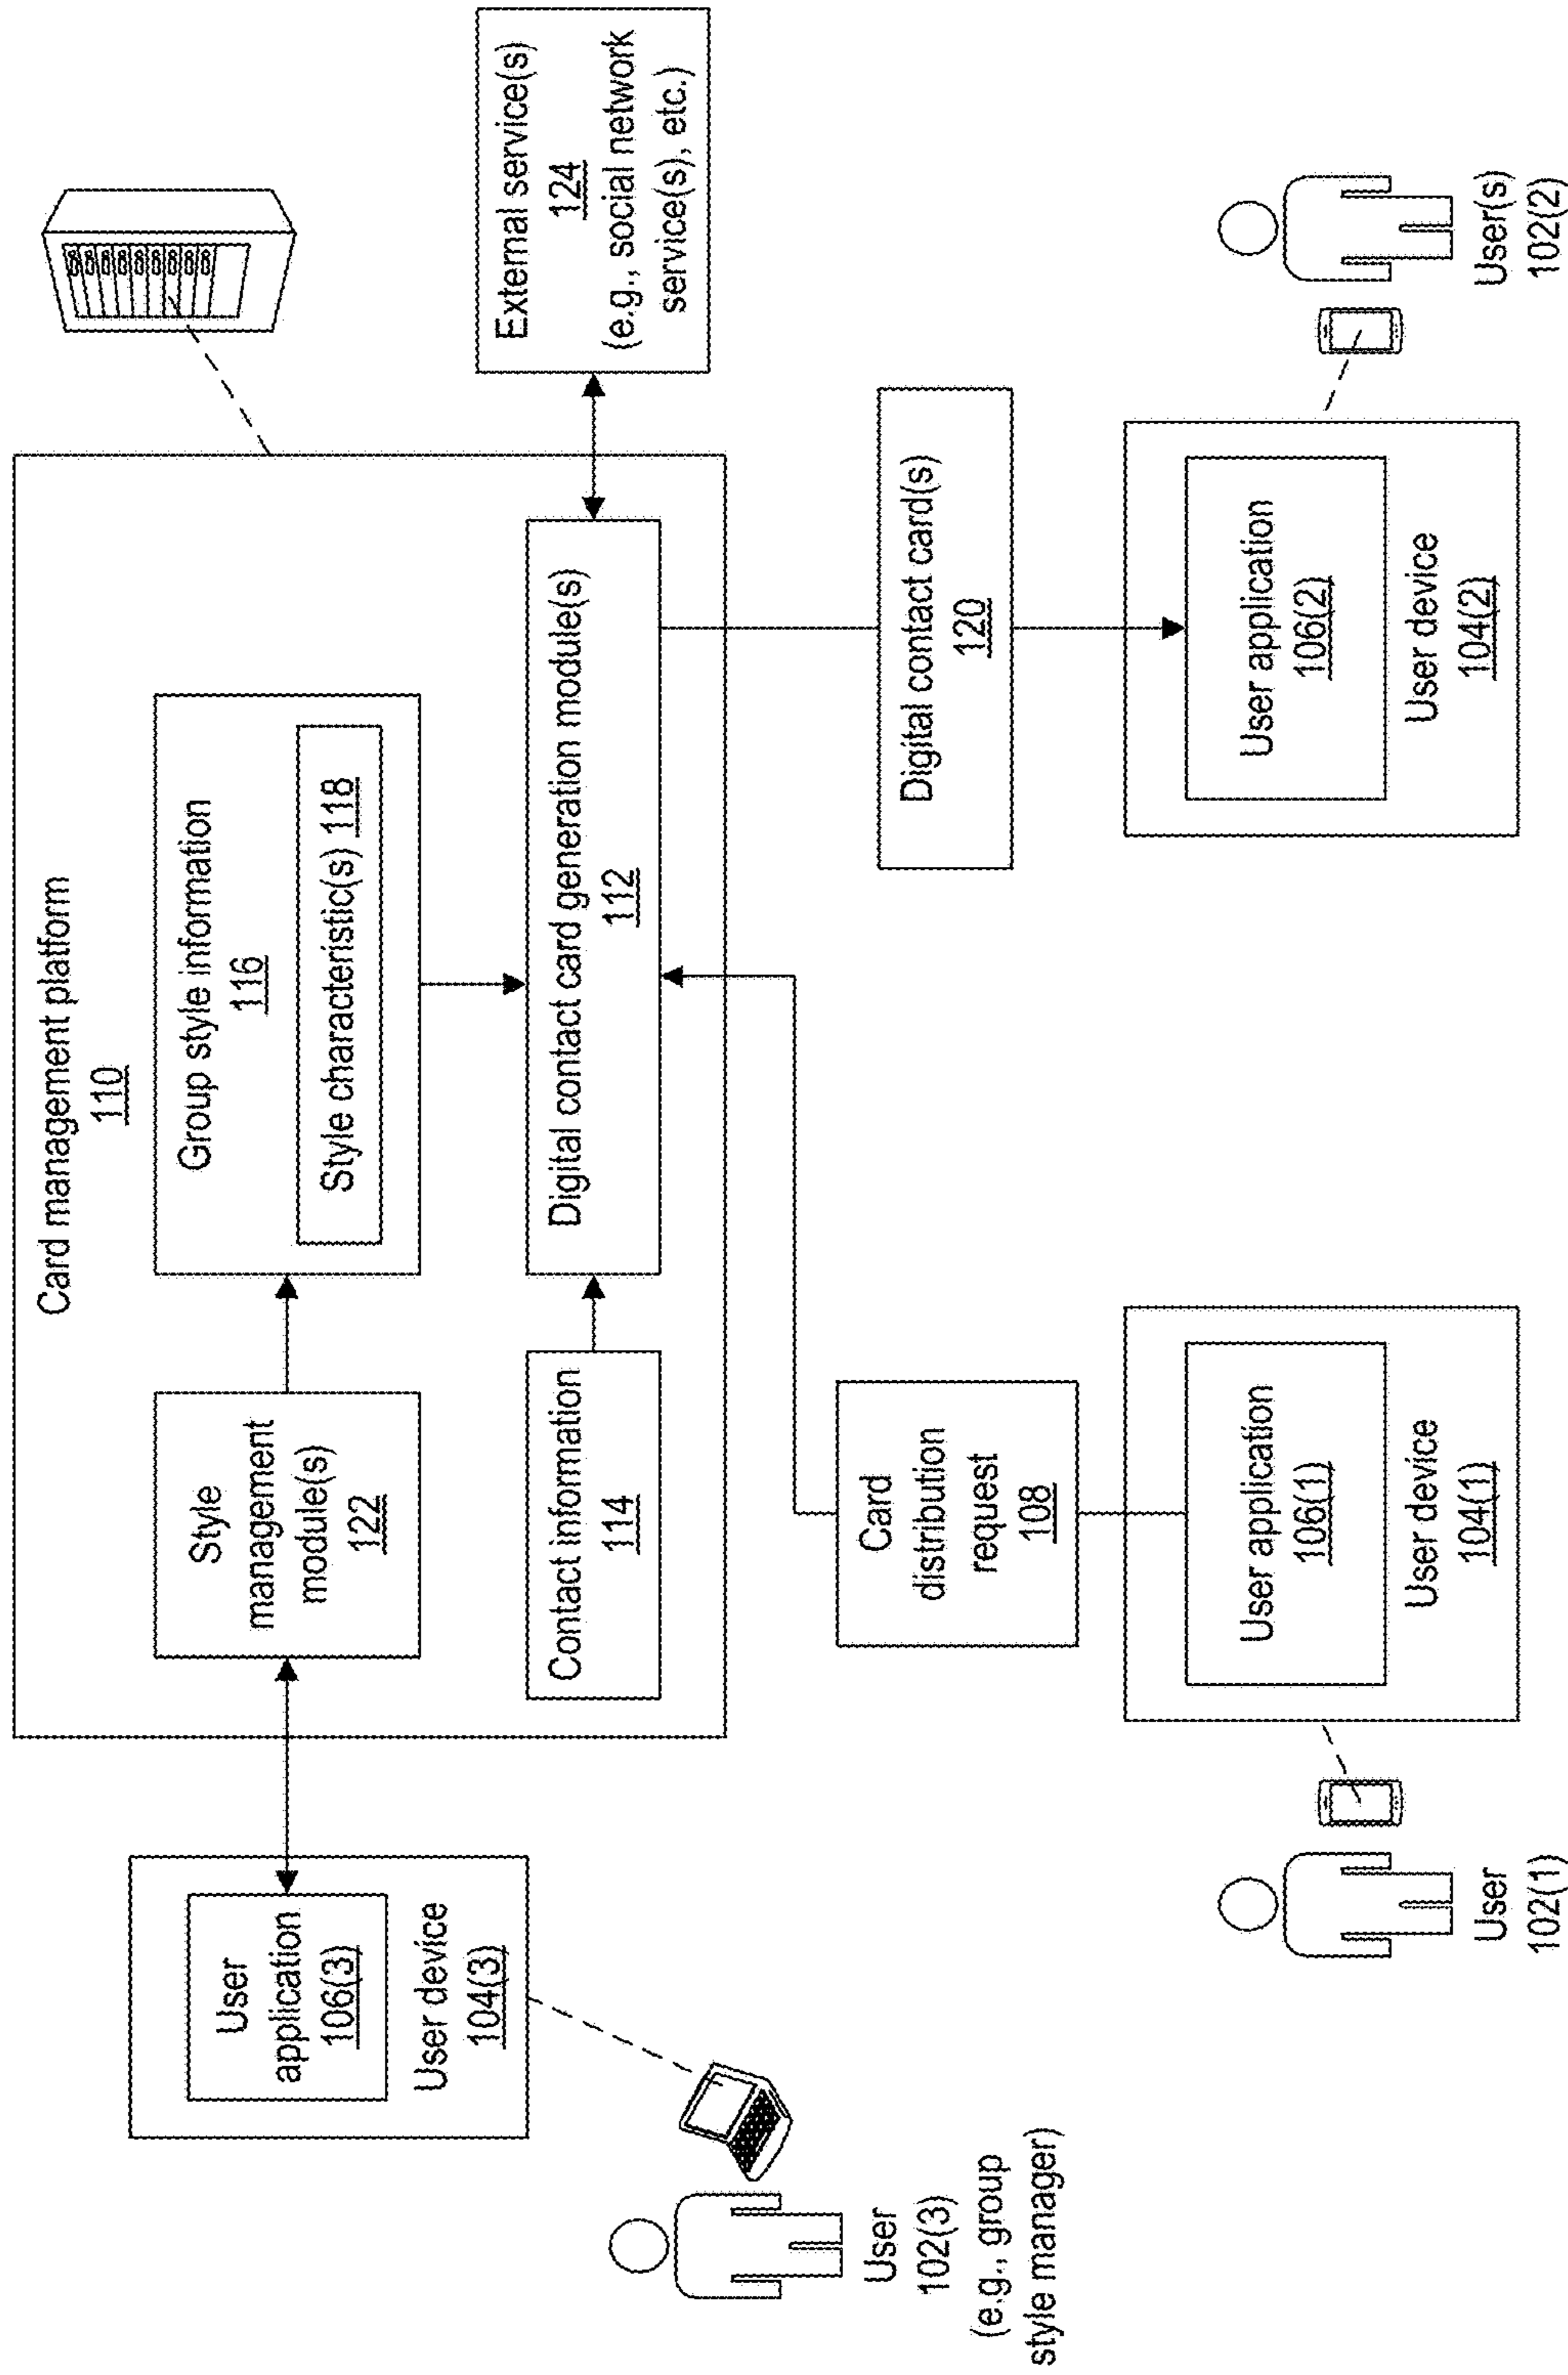 Card management platform
110
User
application
106(3)
User device
104(3)
Style
management
module(s)
122
Group style information
116
Style characteristic(s) 118
Contact information
114
Digital contact card generation module(s)
112
External service(s)
124
(e.g., social network
service(s), etc.)
User
102(3)
(e.g., group
style manager)
Card
distribution
request
108
Digital contact card(s)
120
User application
106(1)
User device
104(1)
User application
106(2)
User device
104(2)
User
102(1)
User(s)
102(2)